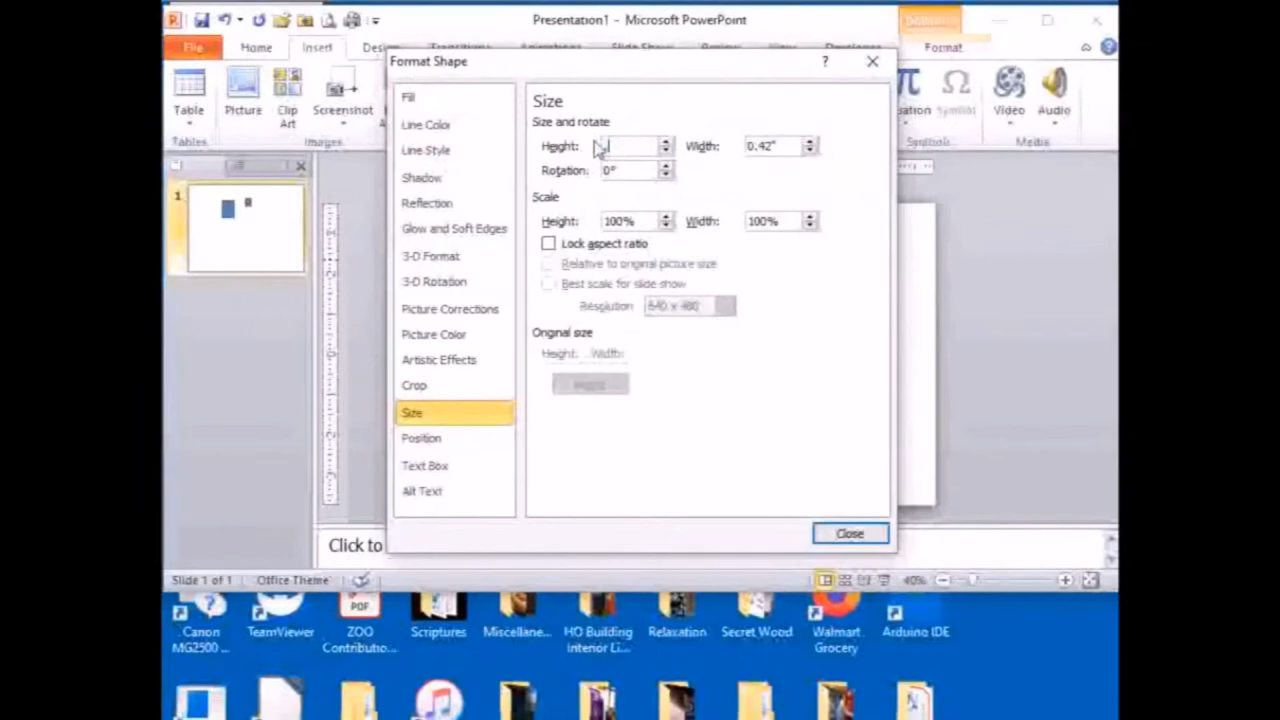 Presentation1 - Microsoft PowerPoint
File
Home
Insert
Format
Table
Picture
Clip
Art
Screenshot
Symbol
Video
Audio
Tables
Symbols
Media
Format Shape
?
Fill
Line Color
Line Style
Shadow
Reflection
Glow and Soft Edges
3-D Format
3-D Rotation
Picture Corrections
Picture Color
Artistic Effects
Crop
Size
Position
Text Box
Alt Text
Size
Size and rotate
Height:
Width: 0.42"
Rotation: 0°
Scale
Height: 100% Width: 100%
Lock aspect ratio
Relative to original picture size
Best scale for slide show
Resolution 640 x 480
Original size
Height: Width:
Close
1
Click to
Slide 1 of 1
Office Theme
40%
Canon
MG2500 ...
TeamViewer
PDF
ZOO
Contributio...
Scriptures
Miscellane...
HO Building
Interior Li...
Relaxation
Secret Wood
Walmart
Grocery
Arduino IDE